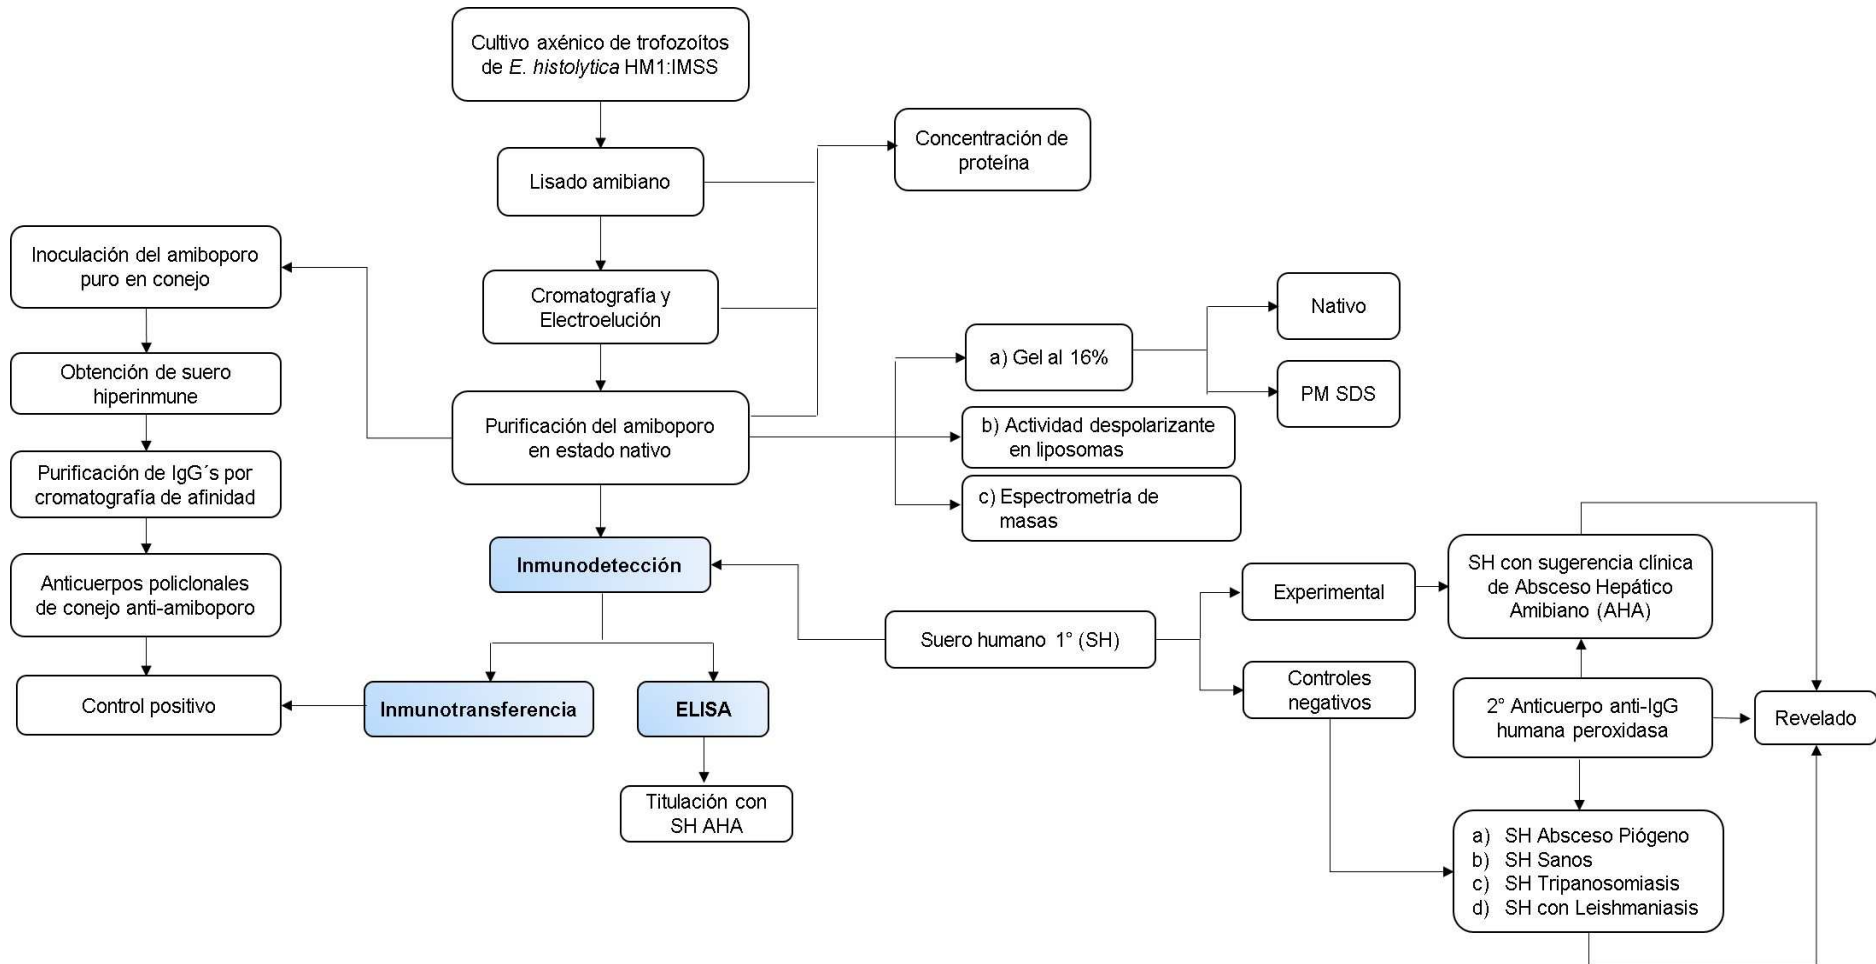 Cultivo axénico de trofozoítos
de E. histolytica HM1:IMSS
Concentración de
proteína
Lisado amibiano
Inoculación del amiboporo
puro en conejo
Cromatografía y
Electroelución
Nativo
a) Gel al 16%
Obtención de suero
hiperinmune
PM SDS
Purificación del amiboporo
en estado nativo
b) Actividad despolarizante
en liposomas
Purificación de IgG´s por
cromatografía de afinidad
c) Espectrometría de
masas
Inmunodetección
Anticuerpos policlonales
de conejo anti-amiboporo
Experimental
SH con sugerencia clínica
de Absceso Hepático
Amibiano (AHA)
Suero humano 1° (SH)
Control positivo
Inmunotransferencia
ELISA
Controles
negativos
2° Anticuerpo anti-IgG
humana peroxidasa
Revelado
Titulación con
SH AHA
a) SH Absceso Piógeno
b) SH Sanos
c) SH Tripanosomiasis
d) SH con Leishmaniasis